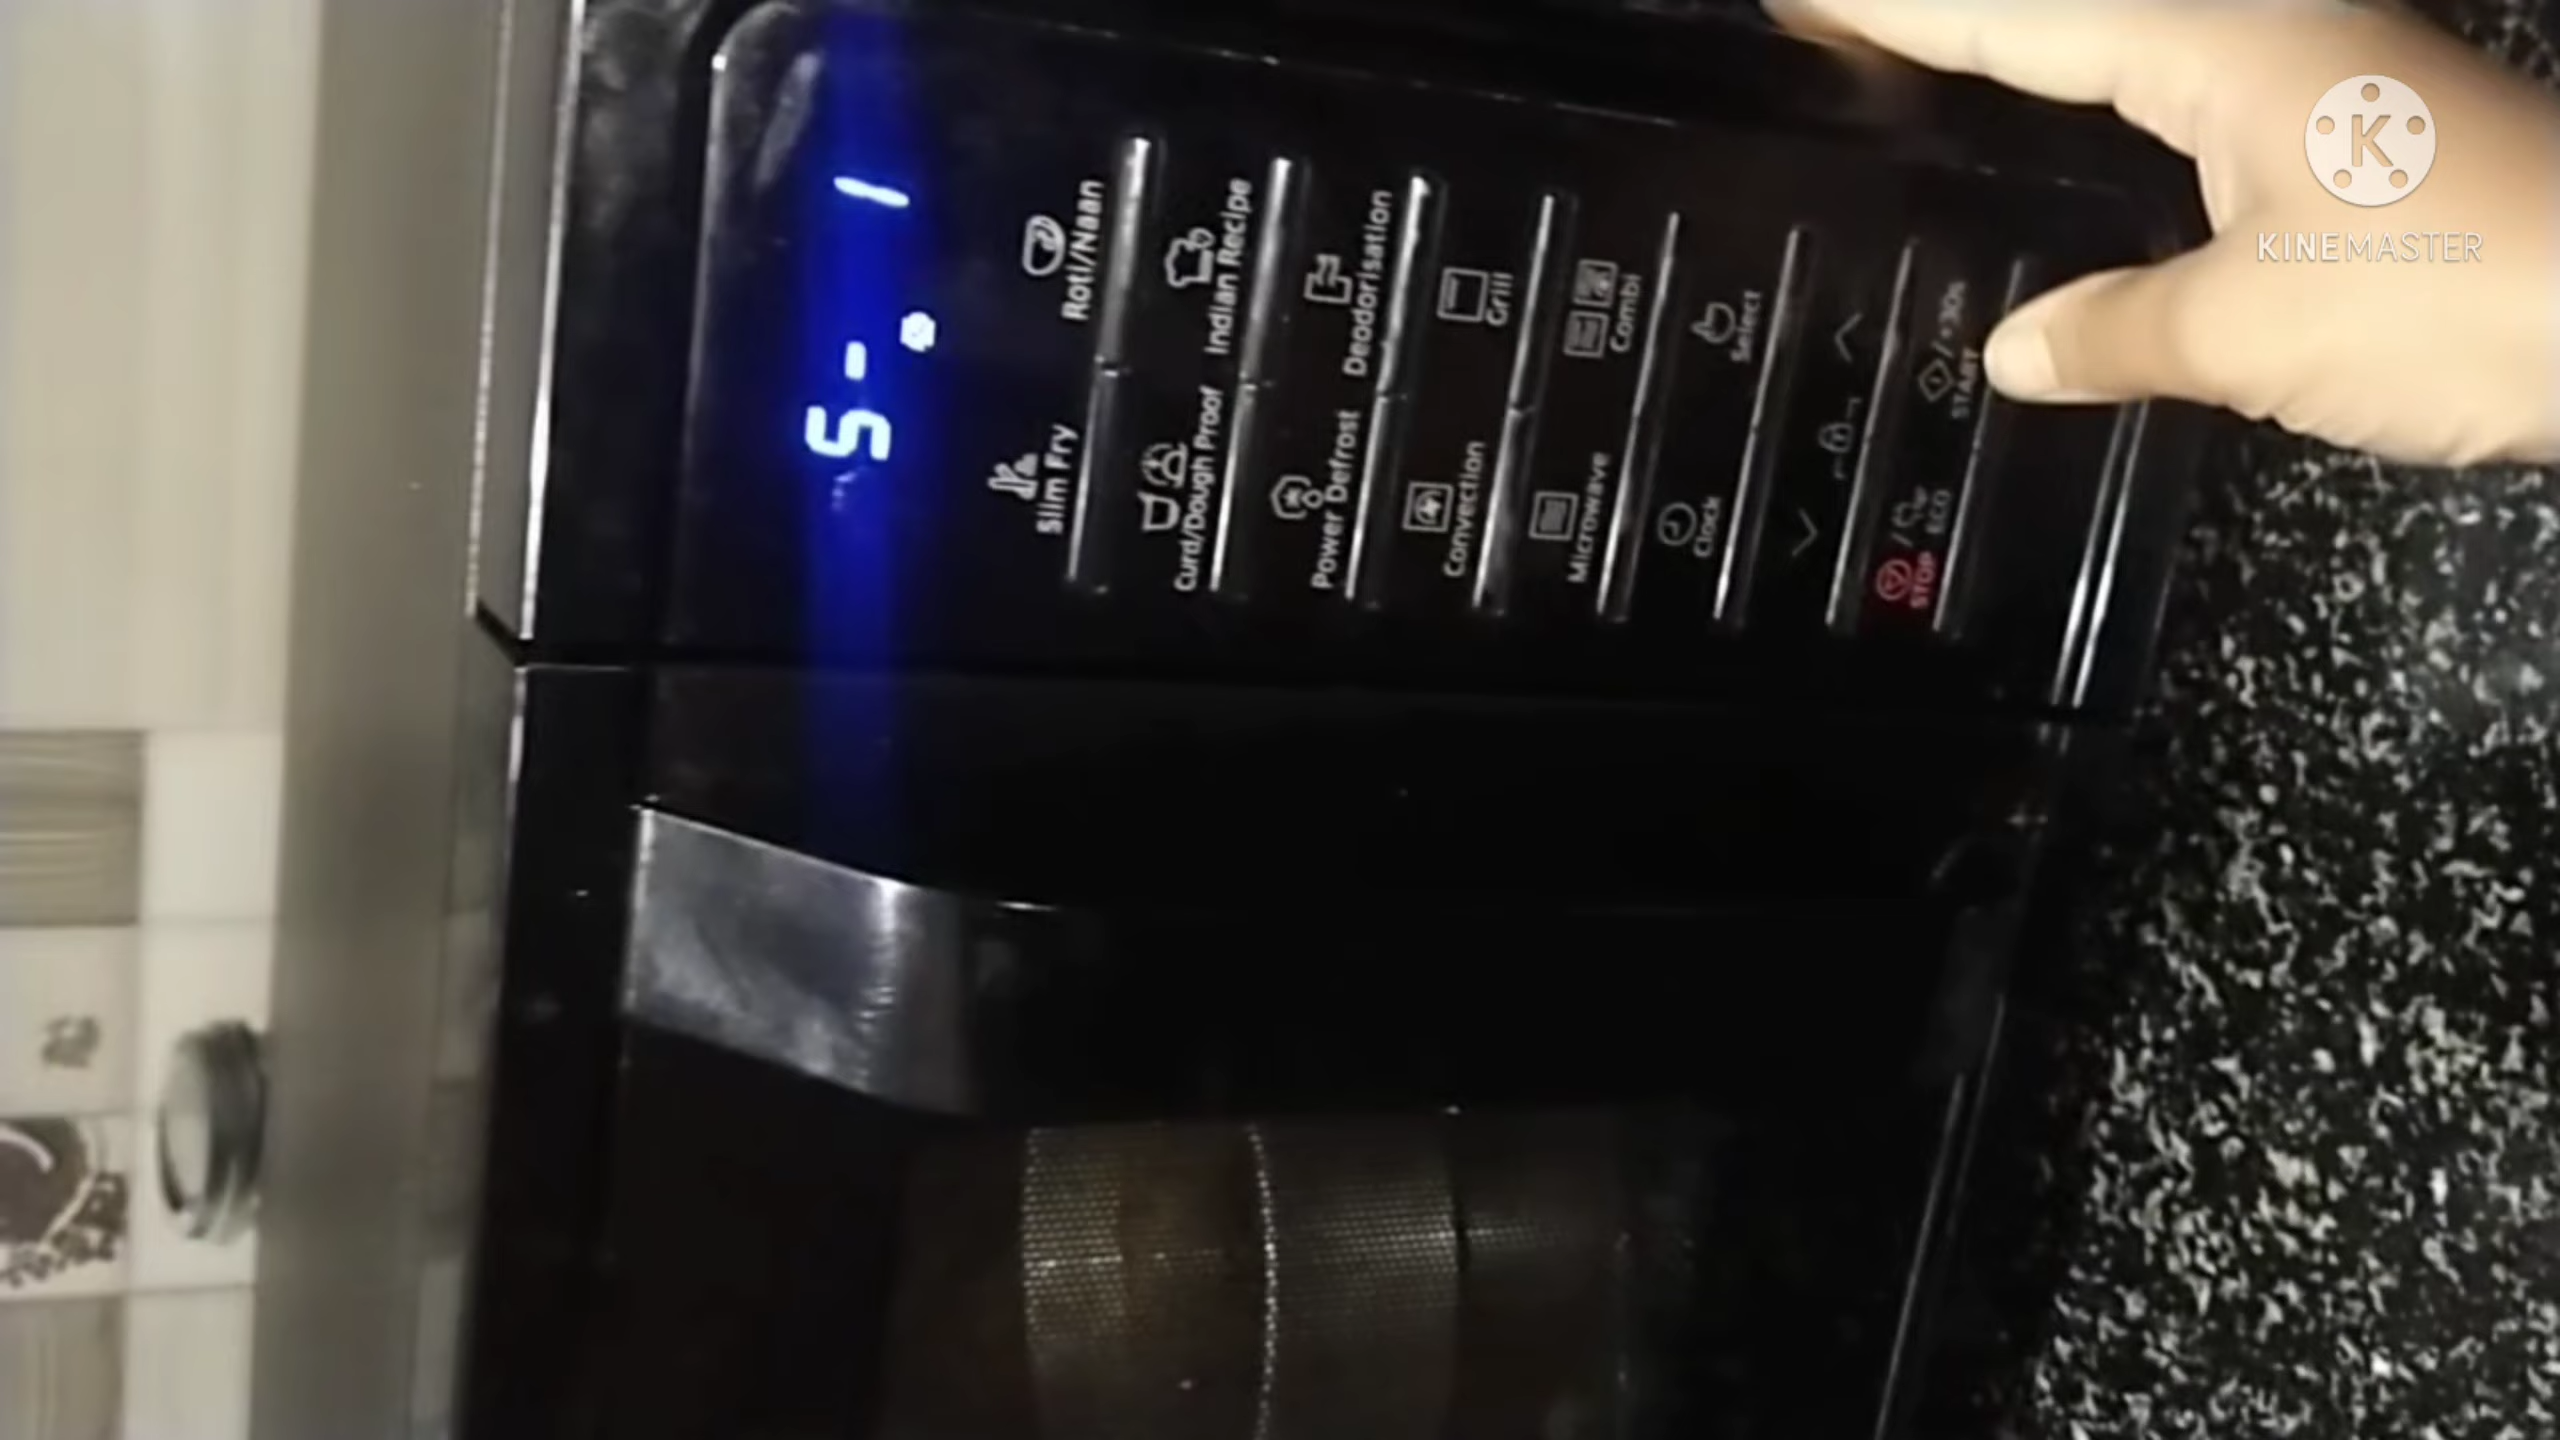 5-1
Slim Fry
Roti/Naan
Curd/Dough Proof
Indian Recipe
Power Defrost
Deodorisation
Convection
Grill
Microwave
Combi
Clock
Select
STOP / ECO
/+30s
START
K
KINEMASTER